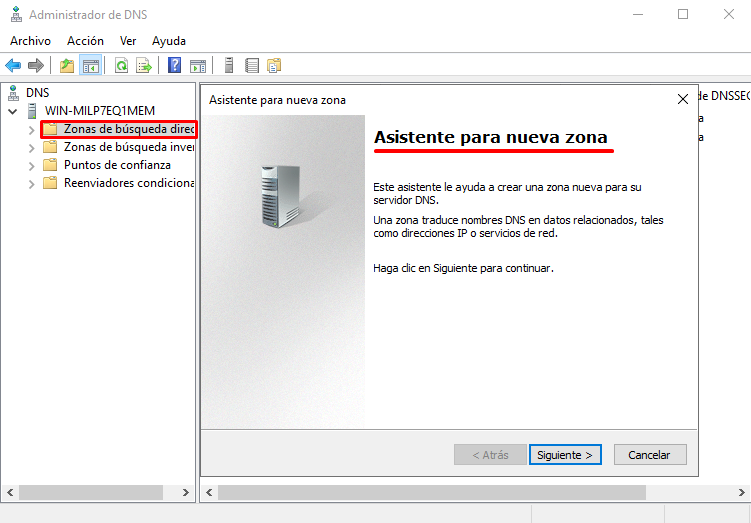 Administrador de DNS
Archivo Acción Ver Ayuda
DNS
WIN-MILP7EQ1MEM
Zonas de búsqueda direc
Zonas de búsqueda inver
Puntos de confianza
Reenviadores condiciona
Asistente para nueva zona
de DNSSEC
a
a
Asistente para nueva zona
Este asistente le ayuda a crear una zona nueva para su
servidor DNS.
Una zona traduce nombres DNS en datos relacionados, tales
como direcciones IP o servicios de red.
Haga clic en Siguiente para continuar.
< Atrás Siguiente > Cancelar